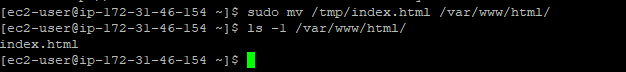 [ec2-user@ip-172-31-46-154 ~]$ sudo mv /tmp/index.html /var/www/html/
[ec2-user@ip-172-31-46-154 ~]$ ls -l /var/www/html/
index.html
[ec2-user@ip-172-31-46-154 ~]$